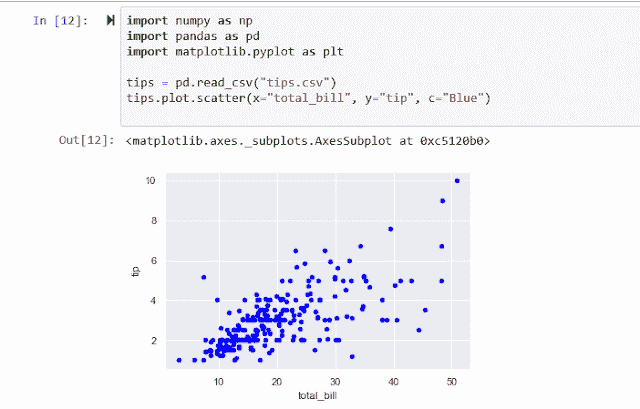 In [12]:
import numpy as np
import pandas as pd
import matplotlib.pyplot as plt
tips = pd.read_csv("tips.csv")
tips.plot.scatter(x="total_bill", y="tip", c="Blue")
Out[12]: <matplotlib.axes._subplots.AxesSubplot at 0xc5120b0>
10
8
6
4
2
tip
10 20 30 40 50
total_bill